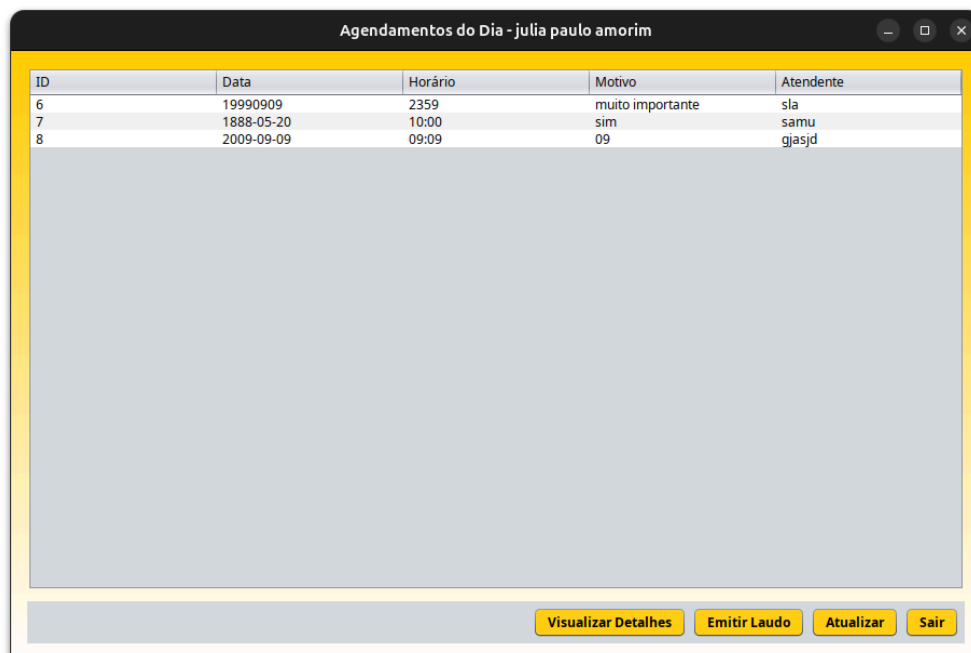 Agendamentos do Dia - julia paulo amorim
ID Data Horário Motivo Atendente
6 19990909 2359 muito importante sla
7 1888-05-20 10:00 sim samu
8 2009-09-09 09:09 09 gjasjd
Visualizar Detalhes Emitir Laudo Atualizar Sair